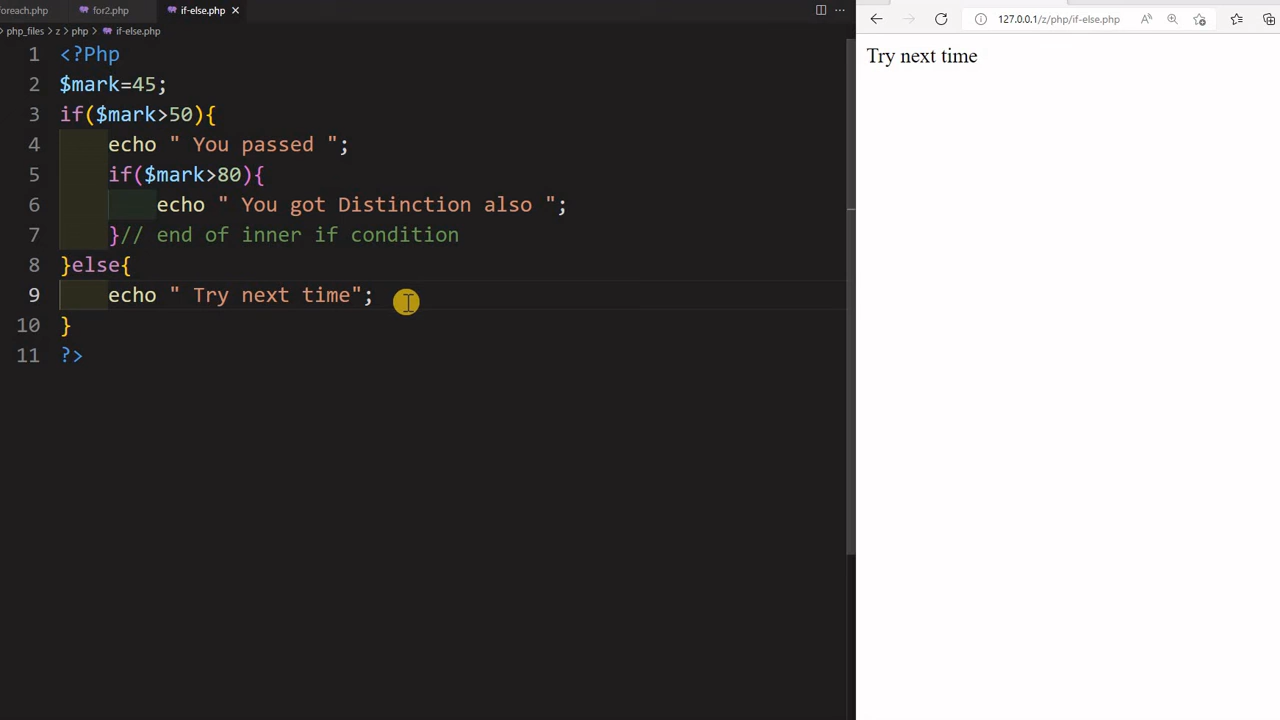 foreach.php for2.php if-else.php × ···
php_files > z > php > if-else.php
1 <?Php
2 $mark=45;
3 if($mark>50){
4 echo " You passed ";
5 if($mark>80){
6 echo " You got Distinction also ";
7 }// end of inner if condition
8 }else{
9 echo " Try next time";
10 }
11 ?>
127.0.0.1/z/php/if-else.php A
Try next time